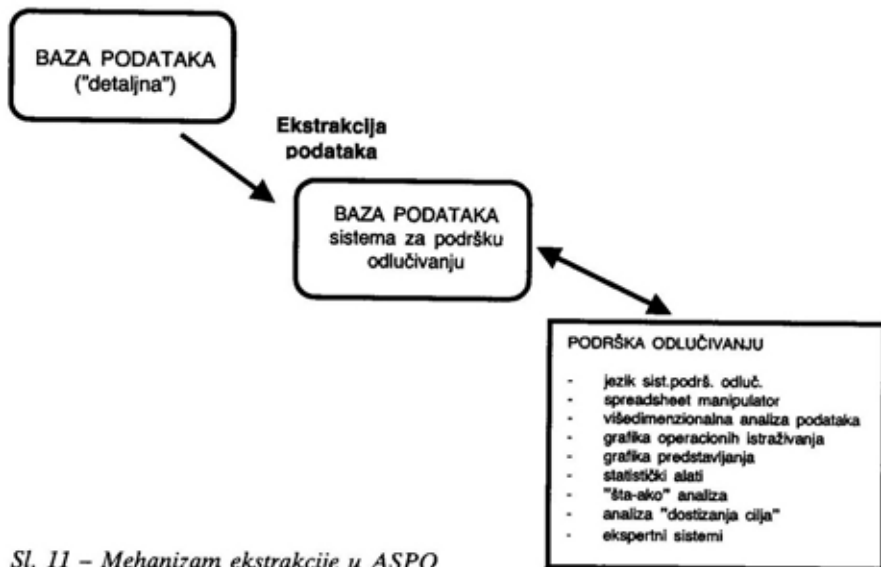 BAZA PODATAKA
("detaljna")
Ekstrakcija
podataka
BAZA PODATAKA
sistema za podršku
odlučivanju
PODRŠKA ODLUČIVANJU
- jezik sist.podrš. odluč.
- spreadsheet manipulator
- višedimenzionalna analiza podataka
- grafika operacionih istraživanja
- grafika predstavljanja
- statistički alati
- "šta-ako" analiza
- analiza "dostizanja cilja"
- ekspertni sistemi
Sl. 11 – Mehanizam ekstrakcije u ASPO